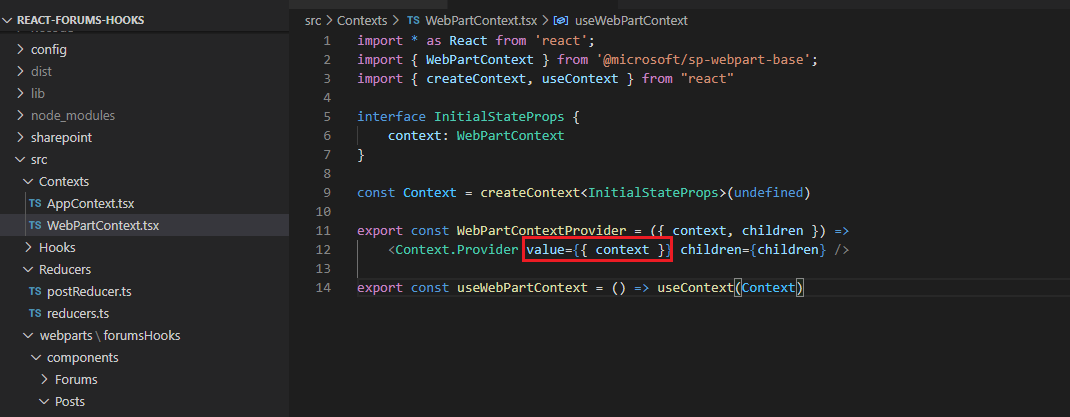 REACT-FORUMS-HOOKS
config
dist
lib
node_modules
sharepoint
src
Contexts
TS AppContext.tsx
TS WebPartContext.tsx
Hooks
Reducers
TS postReducer.ts
TS reducers.ts
webparts \ forumsHooks
components
Forums
Posts
src > Contexts > TS WebPartContext.tsx > useWebPartContext
1 import * as React from 'react';
2 import { WebPartContext } from '@microsoft/sp-webpart-base';
3 import { createContext, useContext } from "react"
4
5 interface InitialStateProps {
6 context: WebPartContext
7 }
8
9 const Context = createContext<InitialStateProps>(undefined)
10
11 export const WebPartContextProvider = ({ context, children }) =>
12 <Context.Provider value={{ context }} children={children} />
13
14 export const useWebPartContext = () => useContext(Context)